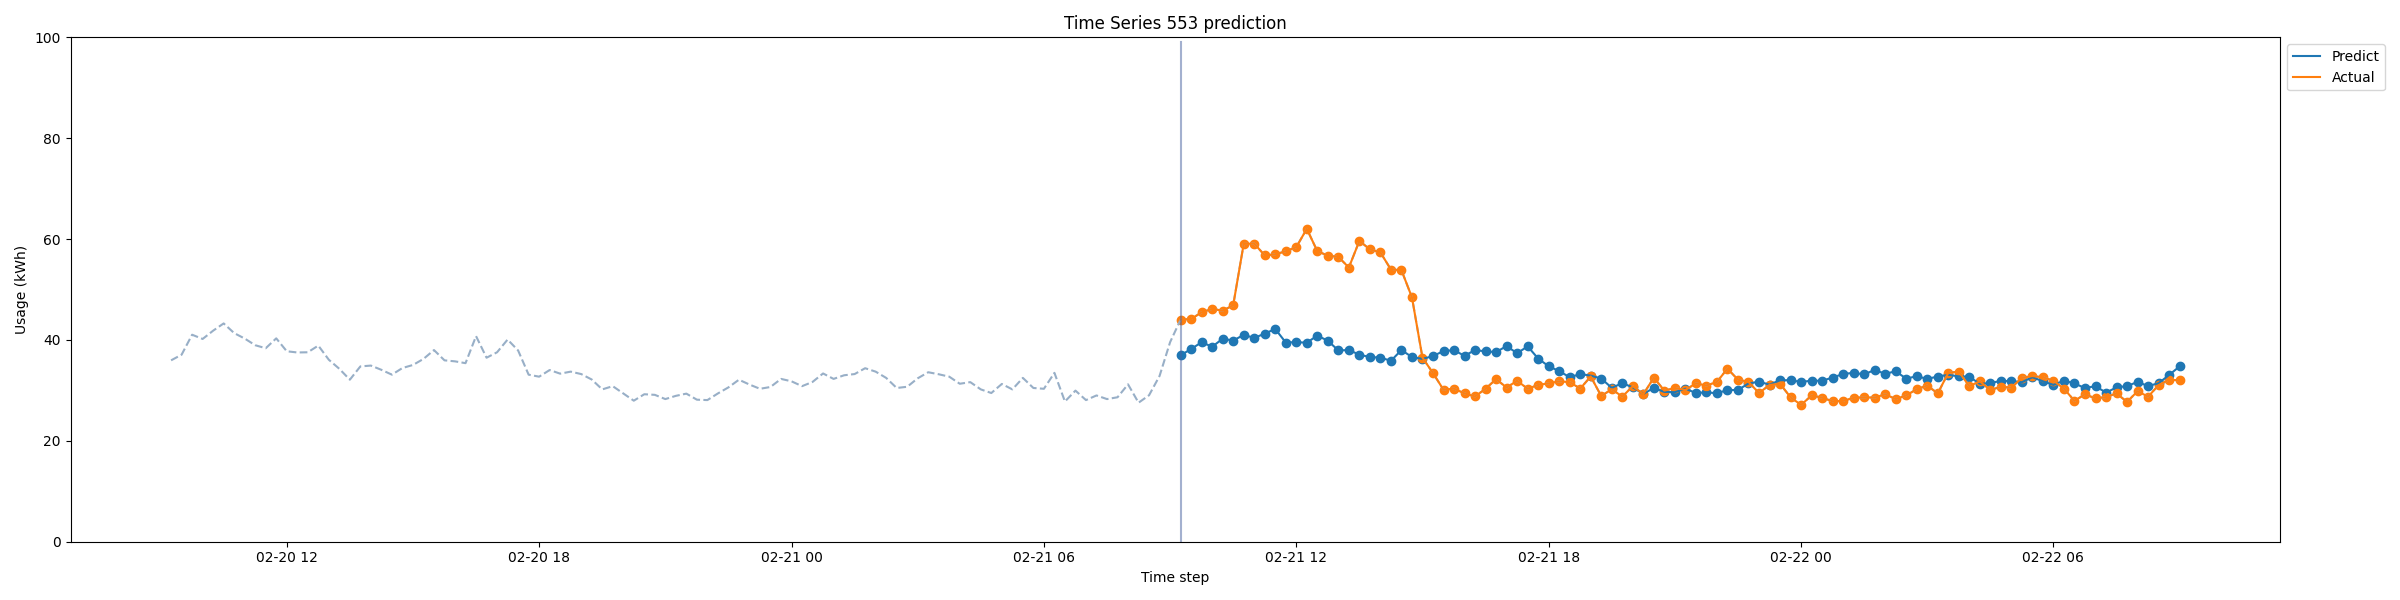 Time Series 553 prediction
Predict
Actual
100
80
60
40
20
0
Usage (kWh)
02-20 12
02-20 18
02-21 00
02-21 06
02-21 12
02-21 18
02-22 00
02-22 06
Time step